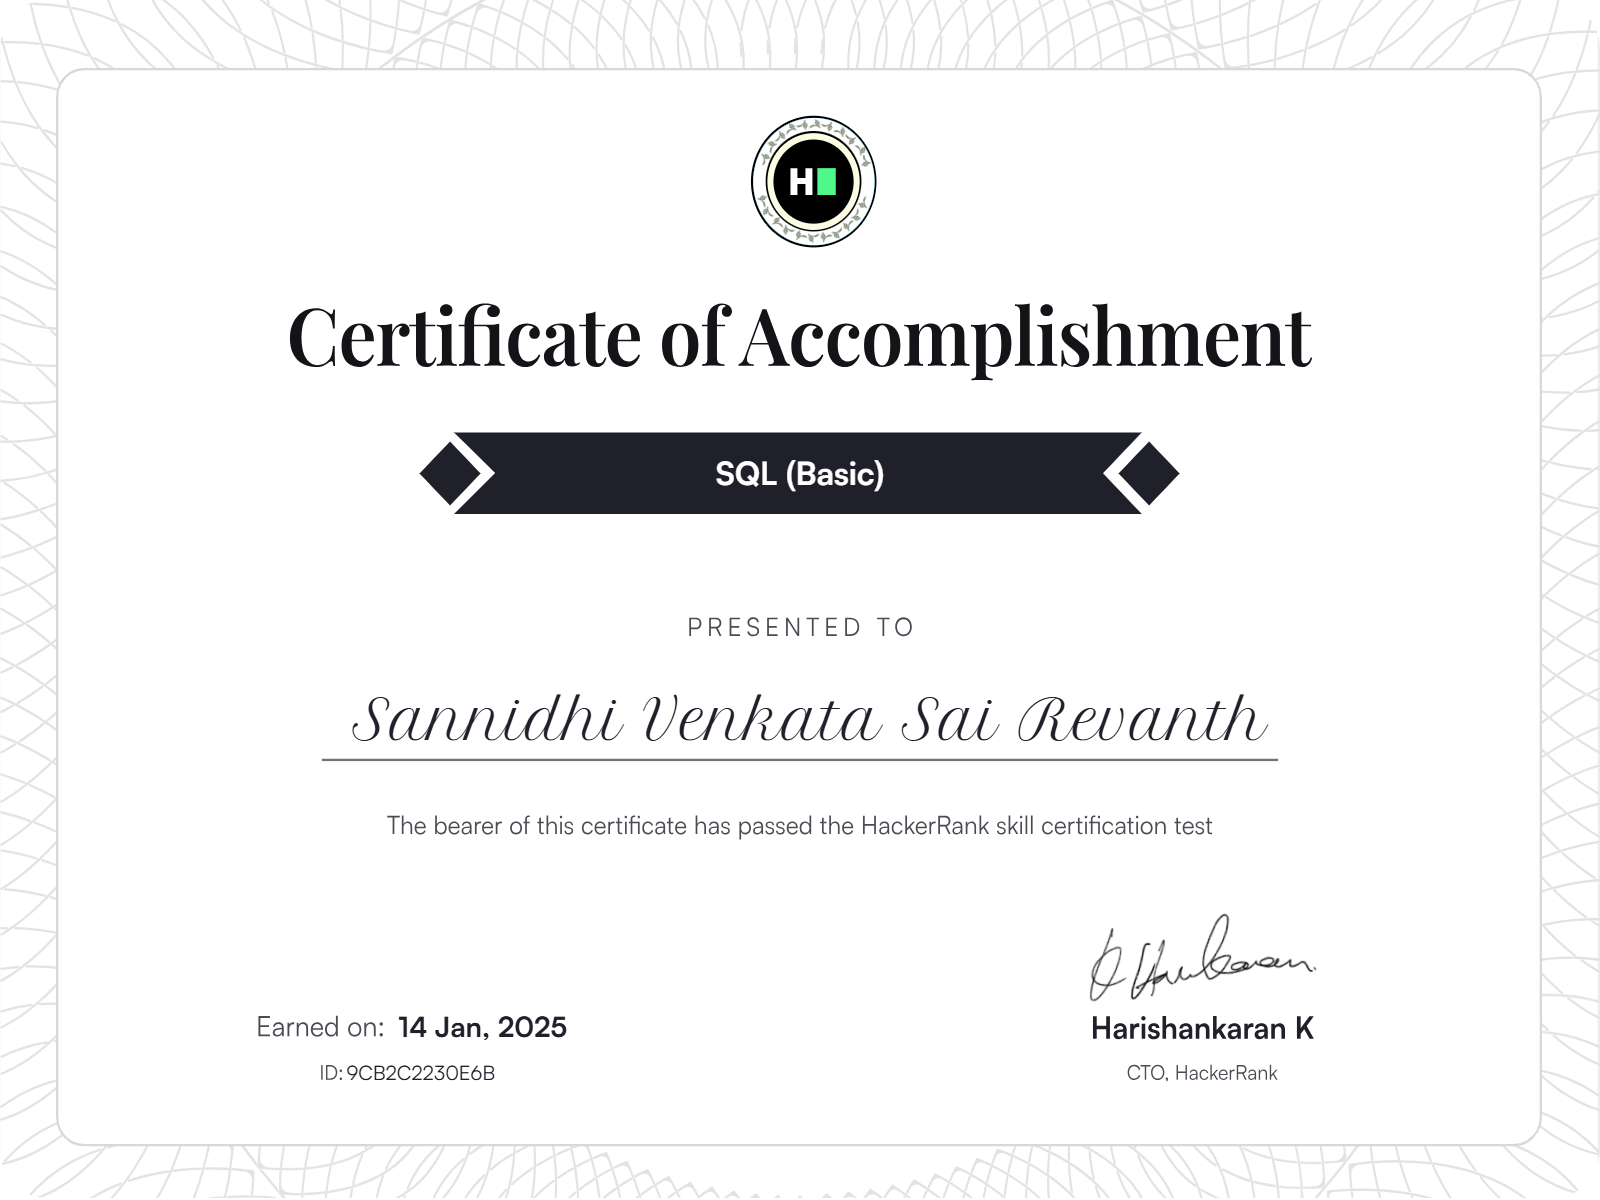 H
Certificate of Accomplishment
SQL (Basic)
PRESENTED TO
Sannidhi Venkata Sai Revanth
The bearer of this certificate has passed the HackerRank skill certification test
Earned on: 14 Jan, 2025
ID: 9CB2C2230E6B
Harishankaran K
CTO, HackerRank